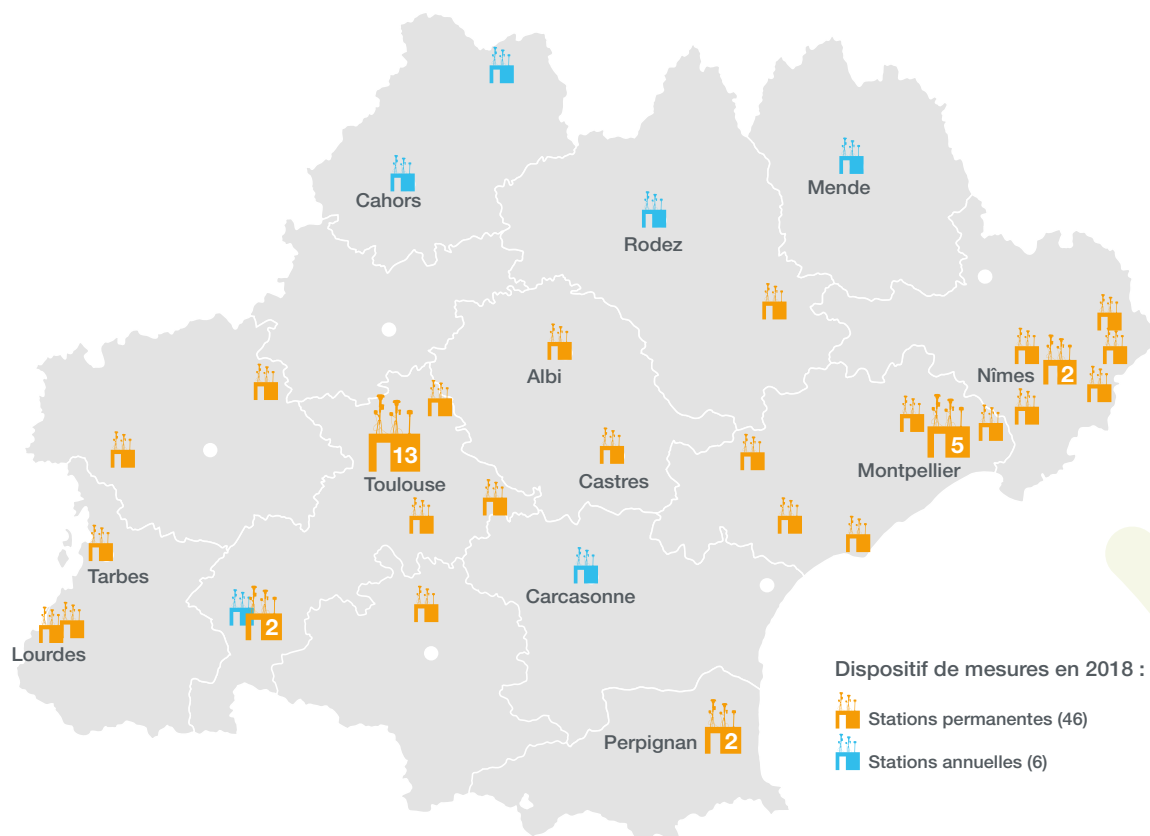 Cahors
Mende
Rodez
Albi
Nîmes
2
13
Toulouse
Castres
5
Montpellier
Tarbes
Carcasonne
2
Lourdes
Perpignan
2
Dispositif de mesures en 2018 :
Stations permanentes (46)
Stations annuelles (6)